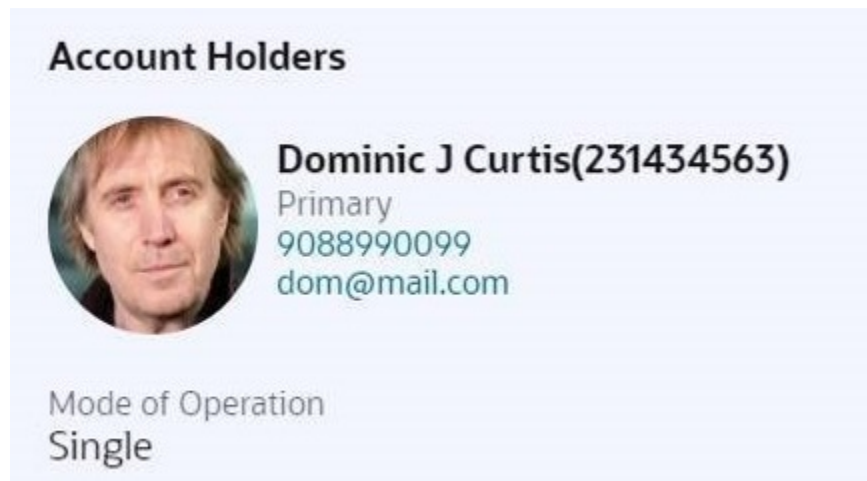 Account Holders
Dominic J Curtis(231434563)
Primary
9088990099
dom@mail.com
Mode of Operation
Single